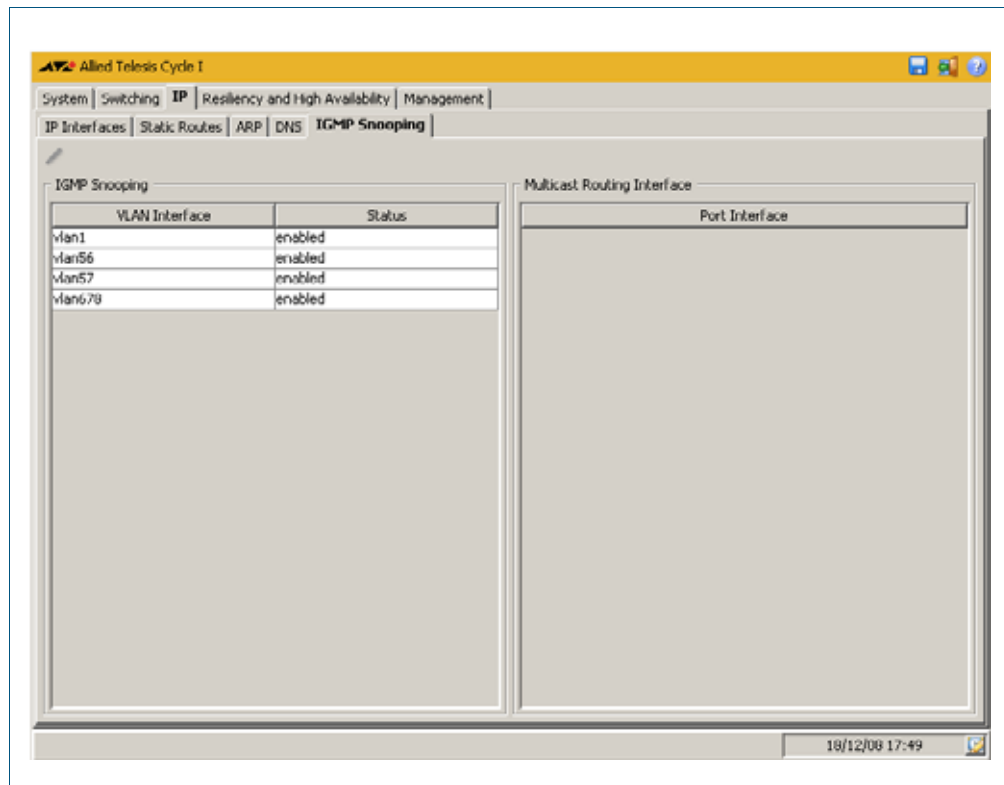 Allied Telesis Cycle I
System Switching IP Resiliency and High Availability Management
IP Interfaces Static Routes ARP DNS IGMP Snooping
IGMP Snooping
VLAN Interface Status
vlan1 enabled
vlan56 enabled
vlan57 enabled
vlan678 enabled
Multicast Routing Interface
Port Interface
18/12/08 17:49